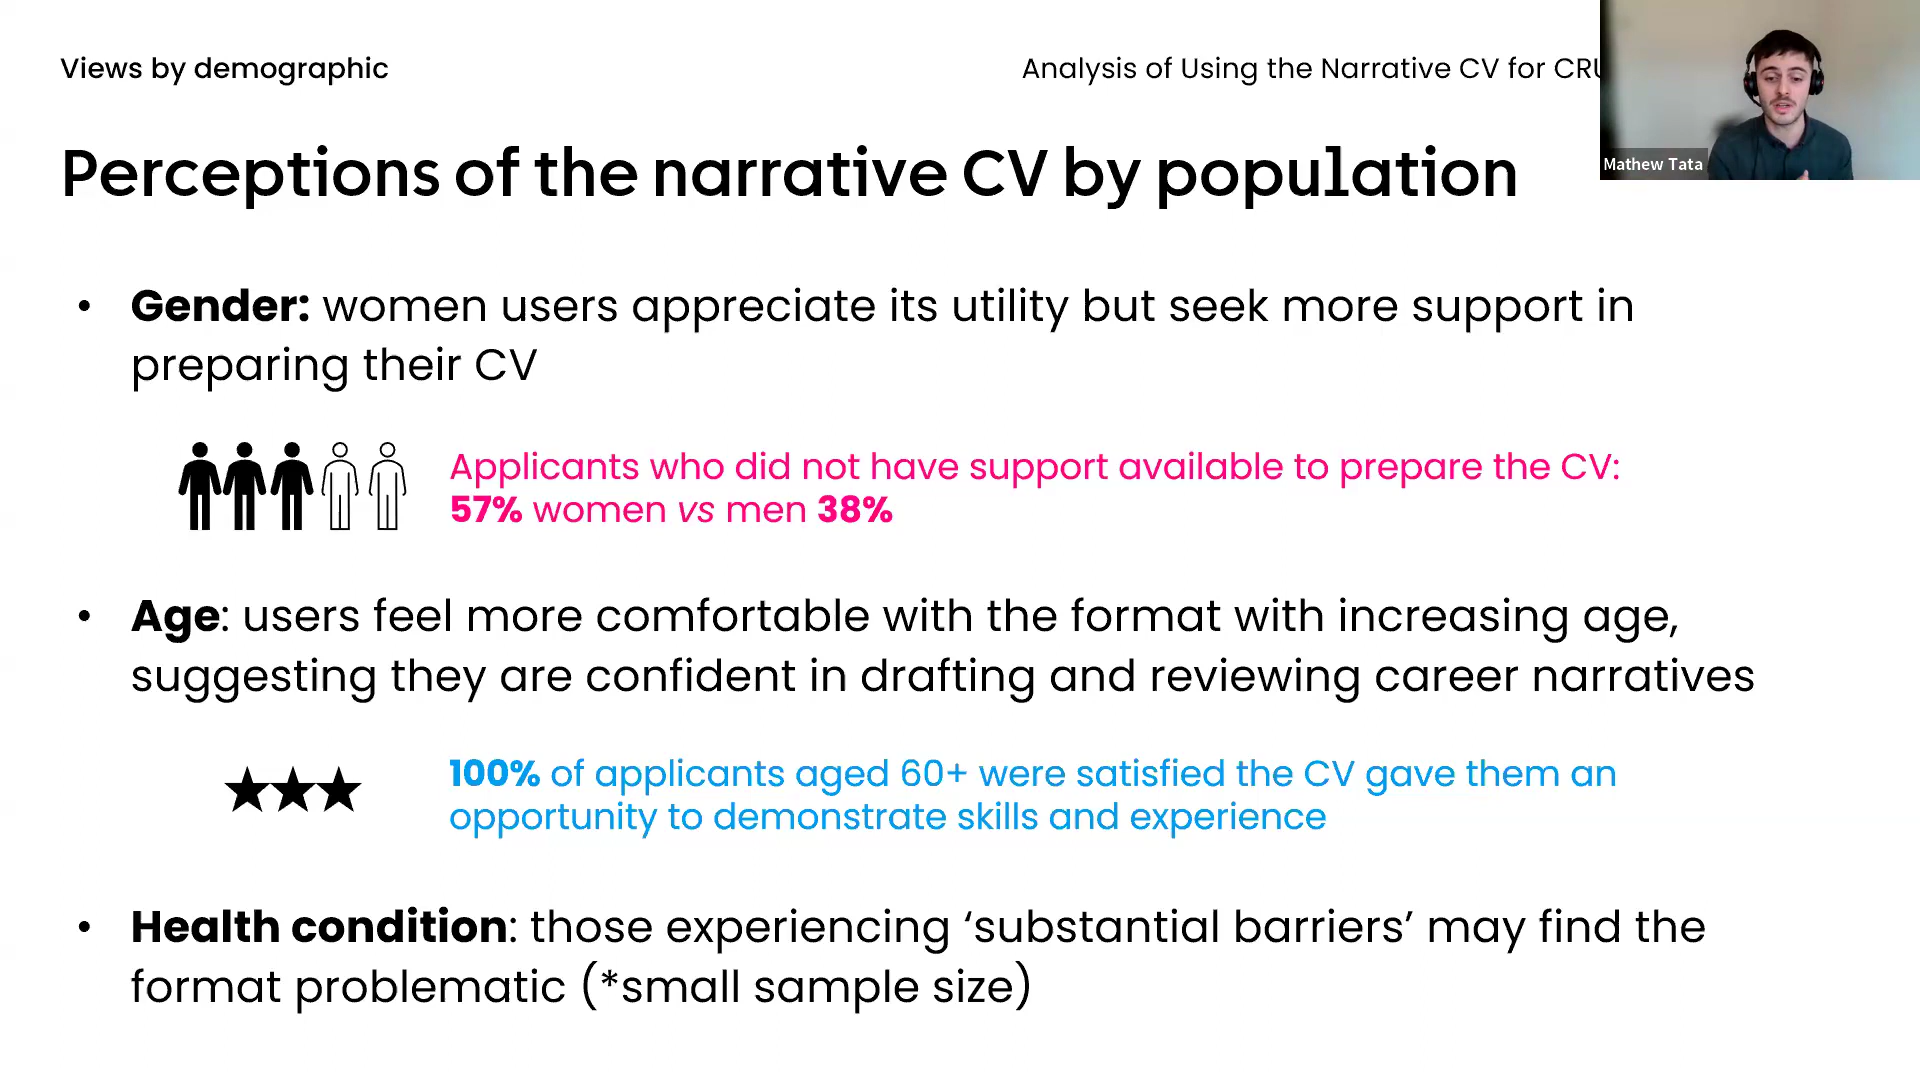 Views by demographic
Analysis of Using the Narrative CV for
Mathew Tata
Perceptions of the narrative CV by population
• Gender: women users appreciate its utility but seek more support in
preparing their CV
Applicants who did not have support available to prepare the CV:
57% women vs men 38%
• Age: users feel more comfortable with the format with increasing age,
suggesting they are confident in drafting and reviewing career narratives
100% of applicants aged 60+ were satisfied the CV gave them an
opportunity to demonstrate skills and experience
• Health condition: those experiencing ‘substantial barriers’ may find the
format problematic (*small sample size)